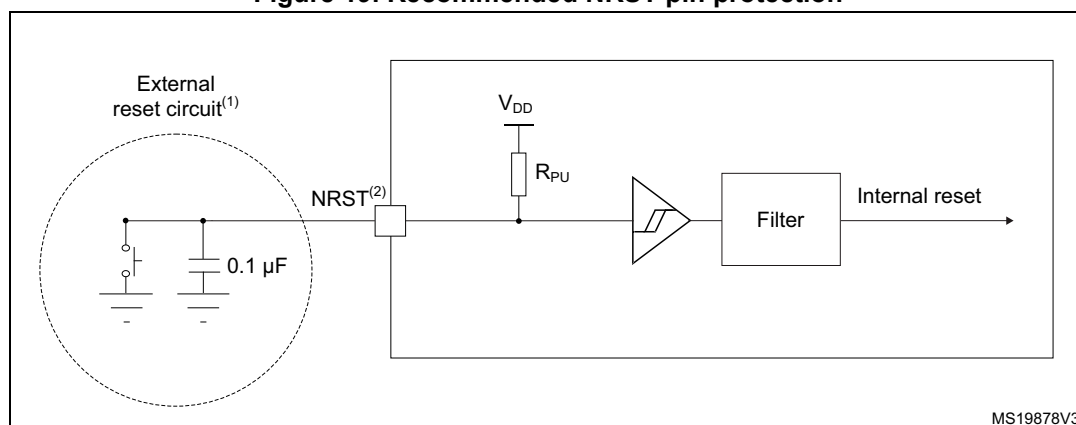 External
reset circuit(1)
VDD
RPU
NRST(2)
Filter
Internal reset
0.1 µF
MS19878V3